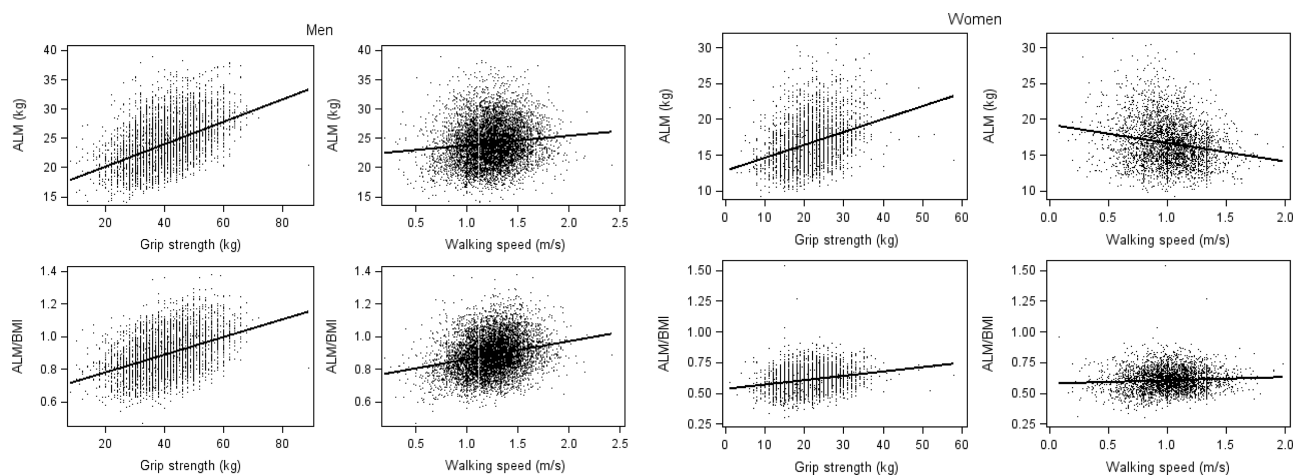 Men
ALM (kg)
40
35
30
25
20
15
20 40 60 80
Grip strength (kg)
ALM (kg)
40
35
30
25
20
15
0.5 1.0 1.5 2.0 2.5
Walking speed (m/s)
ALM/BMI
1.4
1.2
1.0
0.8
0.6
20 40 60 80
Grip strength (kg)
ALM/BMI
1.4
1.2
1.0
0.8
0.6
0.5 1.0 1.5 2.0 2.5
Walking speed (m/s)
Women
ALM (kg)
30
25
20
15
10
0 10 20 30 40 50 60
Grip strength (kg)
ALM (kg)
30
25
20
15
10
0.0 0.5 1.0 1.5 2.0
Walking speed (m/s)
ALM/BMI
1.50
1.25
1.00
0.75
0.50
0.25
0 10 20 30 40 50 60
Grip strength (kg)
ALM/BMI
1.50
1.25
1.00
0.75
0.50
0.25
0.0 0.5 1.0 1.5 2.0
Walking speed (m/s)